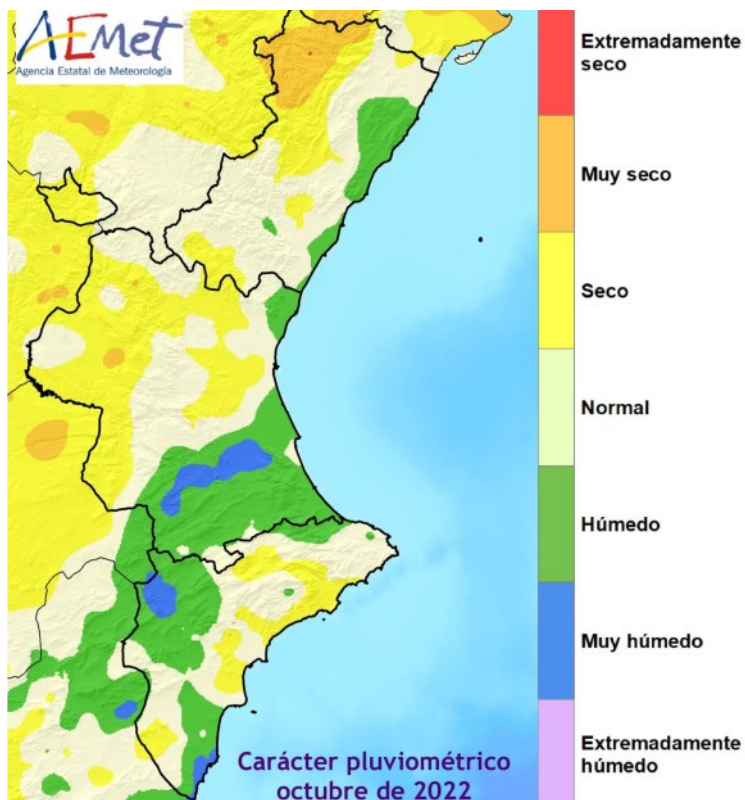 AEMet
Agencia Estatal de Meteorología
Extremadamente
seco
Muy seco
Seco
Normal
Húmedo
Muy húmedo
Extremadamente
húmedo
Carácter pluviométrico
octubre de 2022